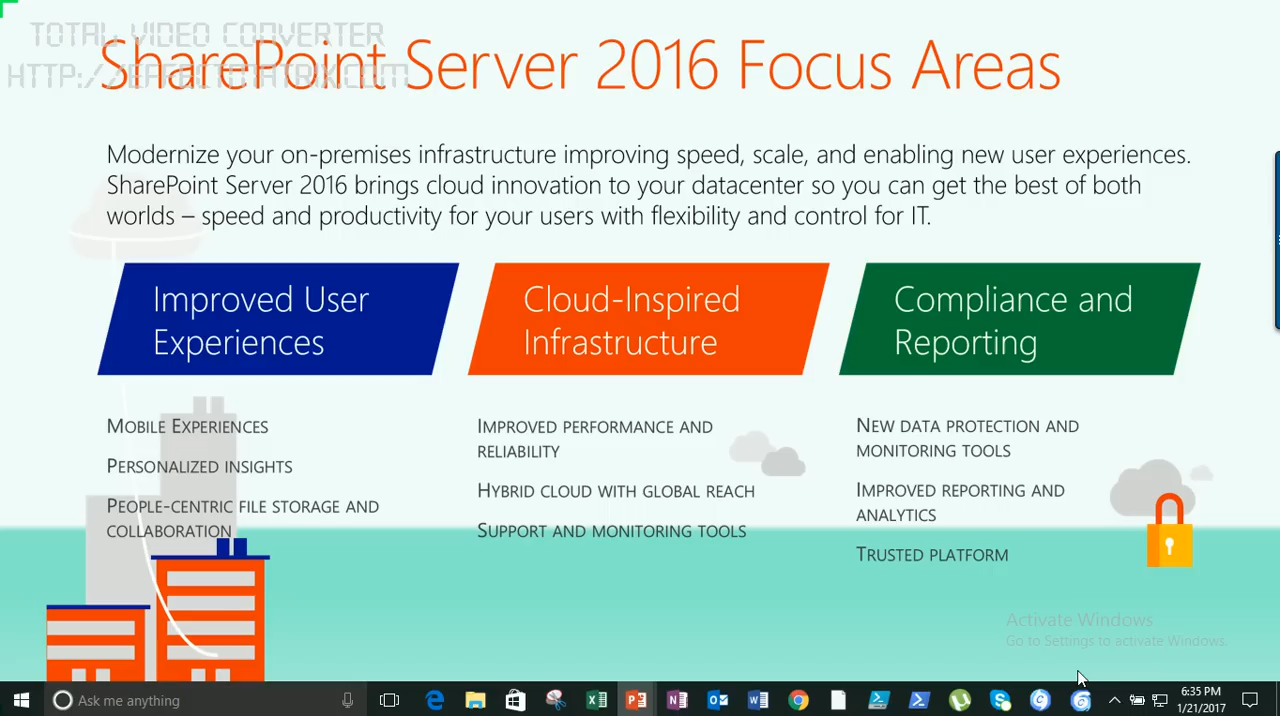 TOTAL VIDEO CONVERTER
HTTP://EFFECTMATRIX.COM
SharePoint Server 2016 Focus Areas
Modernize your on-premises infrastructure improving speed, scale, and enabling new user experiences.
SharePoint Server 2016 brings cloud innovation to your datacenter so you can get the best of both
worlds – speed and productivity for your users with flexibility and control for IT.
Improved User
Experiences
MOBILE EXPERIENCES
PERSONALIZED INSIGHTS
PEOPLE-CENTRIC FILE STORAGE AND
COLLABORATION
Cloud-Inspired
Infrastructure
IMPROVED PERFORMANCE AND
RELIABILITY
HYBRID CLOUD WITH GLOBAL REACH
SUPPORT AND MONITORING TOOLS
Compliance and
Reporting
NEW DATA PROTECTION AND
MONITORING TOOLS
IMPROVED REPORTING AND
ANALYTICS
TRUSTED PLATFORM
Activate Windows
Go to Settings to activate Windows.
Ask me anything
6:35 PM
1/21/2017